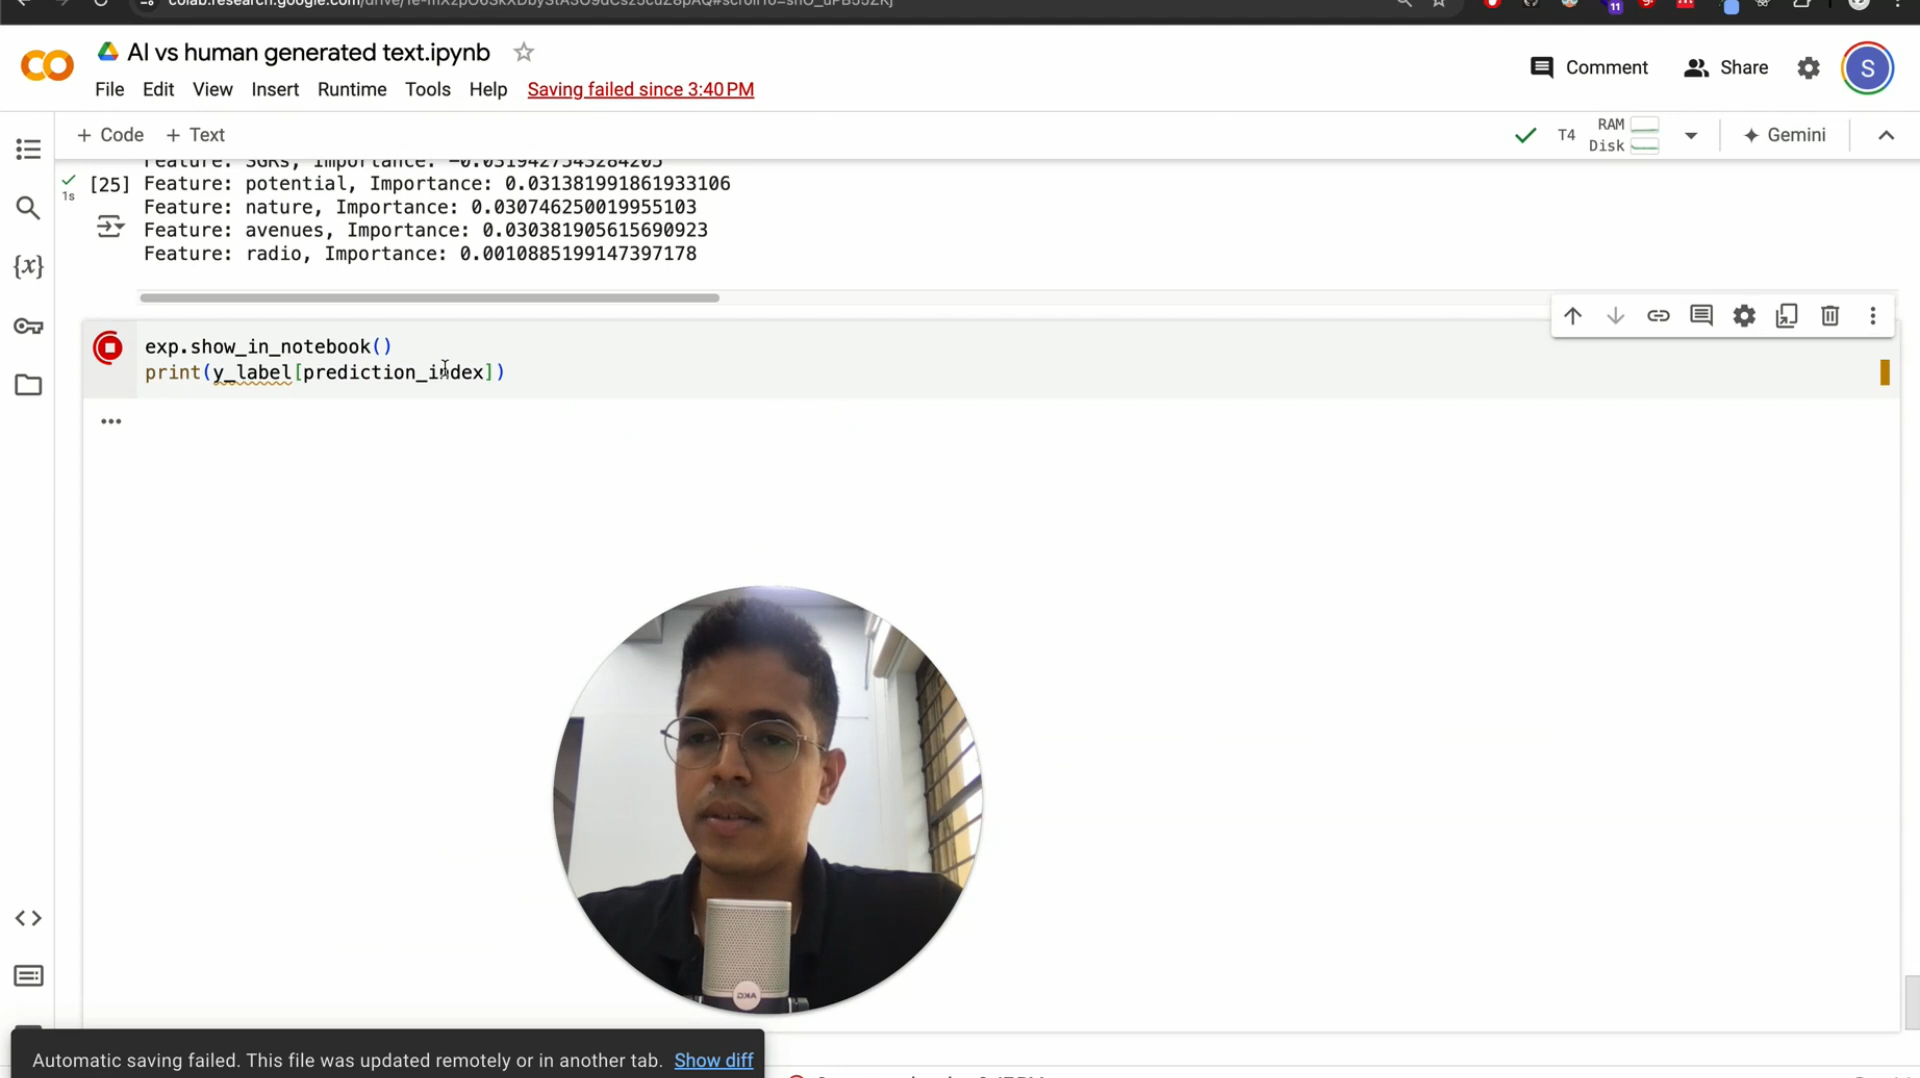 AI vs human generated text.ipynb
Comment
Share
S
File Edit View Insert Runtime Tools Help Saving failed since 3:40 PM
+ Code + Text
T4
RAM
Disk
Gemini
[25]
1s
Feature: potential, Importance: 0.031381991861933106
Feature: nature, Importance: 0.030746250019955103
Feature: avenues, Importance: 0.030381905615690923
Feature: radio, Importance: 0.0010885199147397178
{x}
exp.show_in_notebook()
print(y_label[prediction_index])
11
Automatic saving failed. This file was updated remotely or in another tab. Show diff